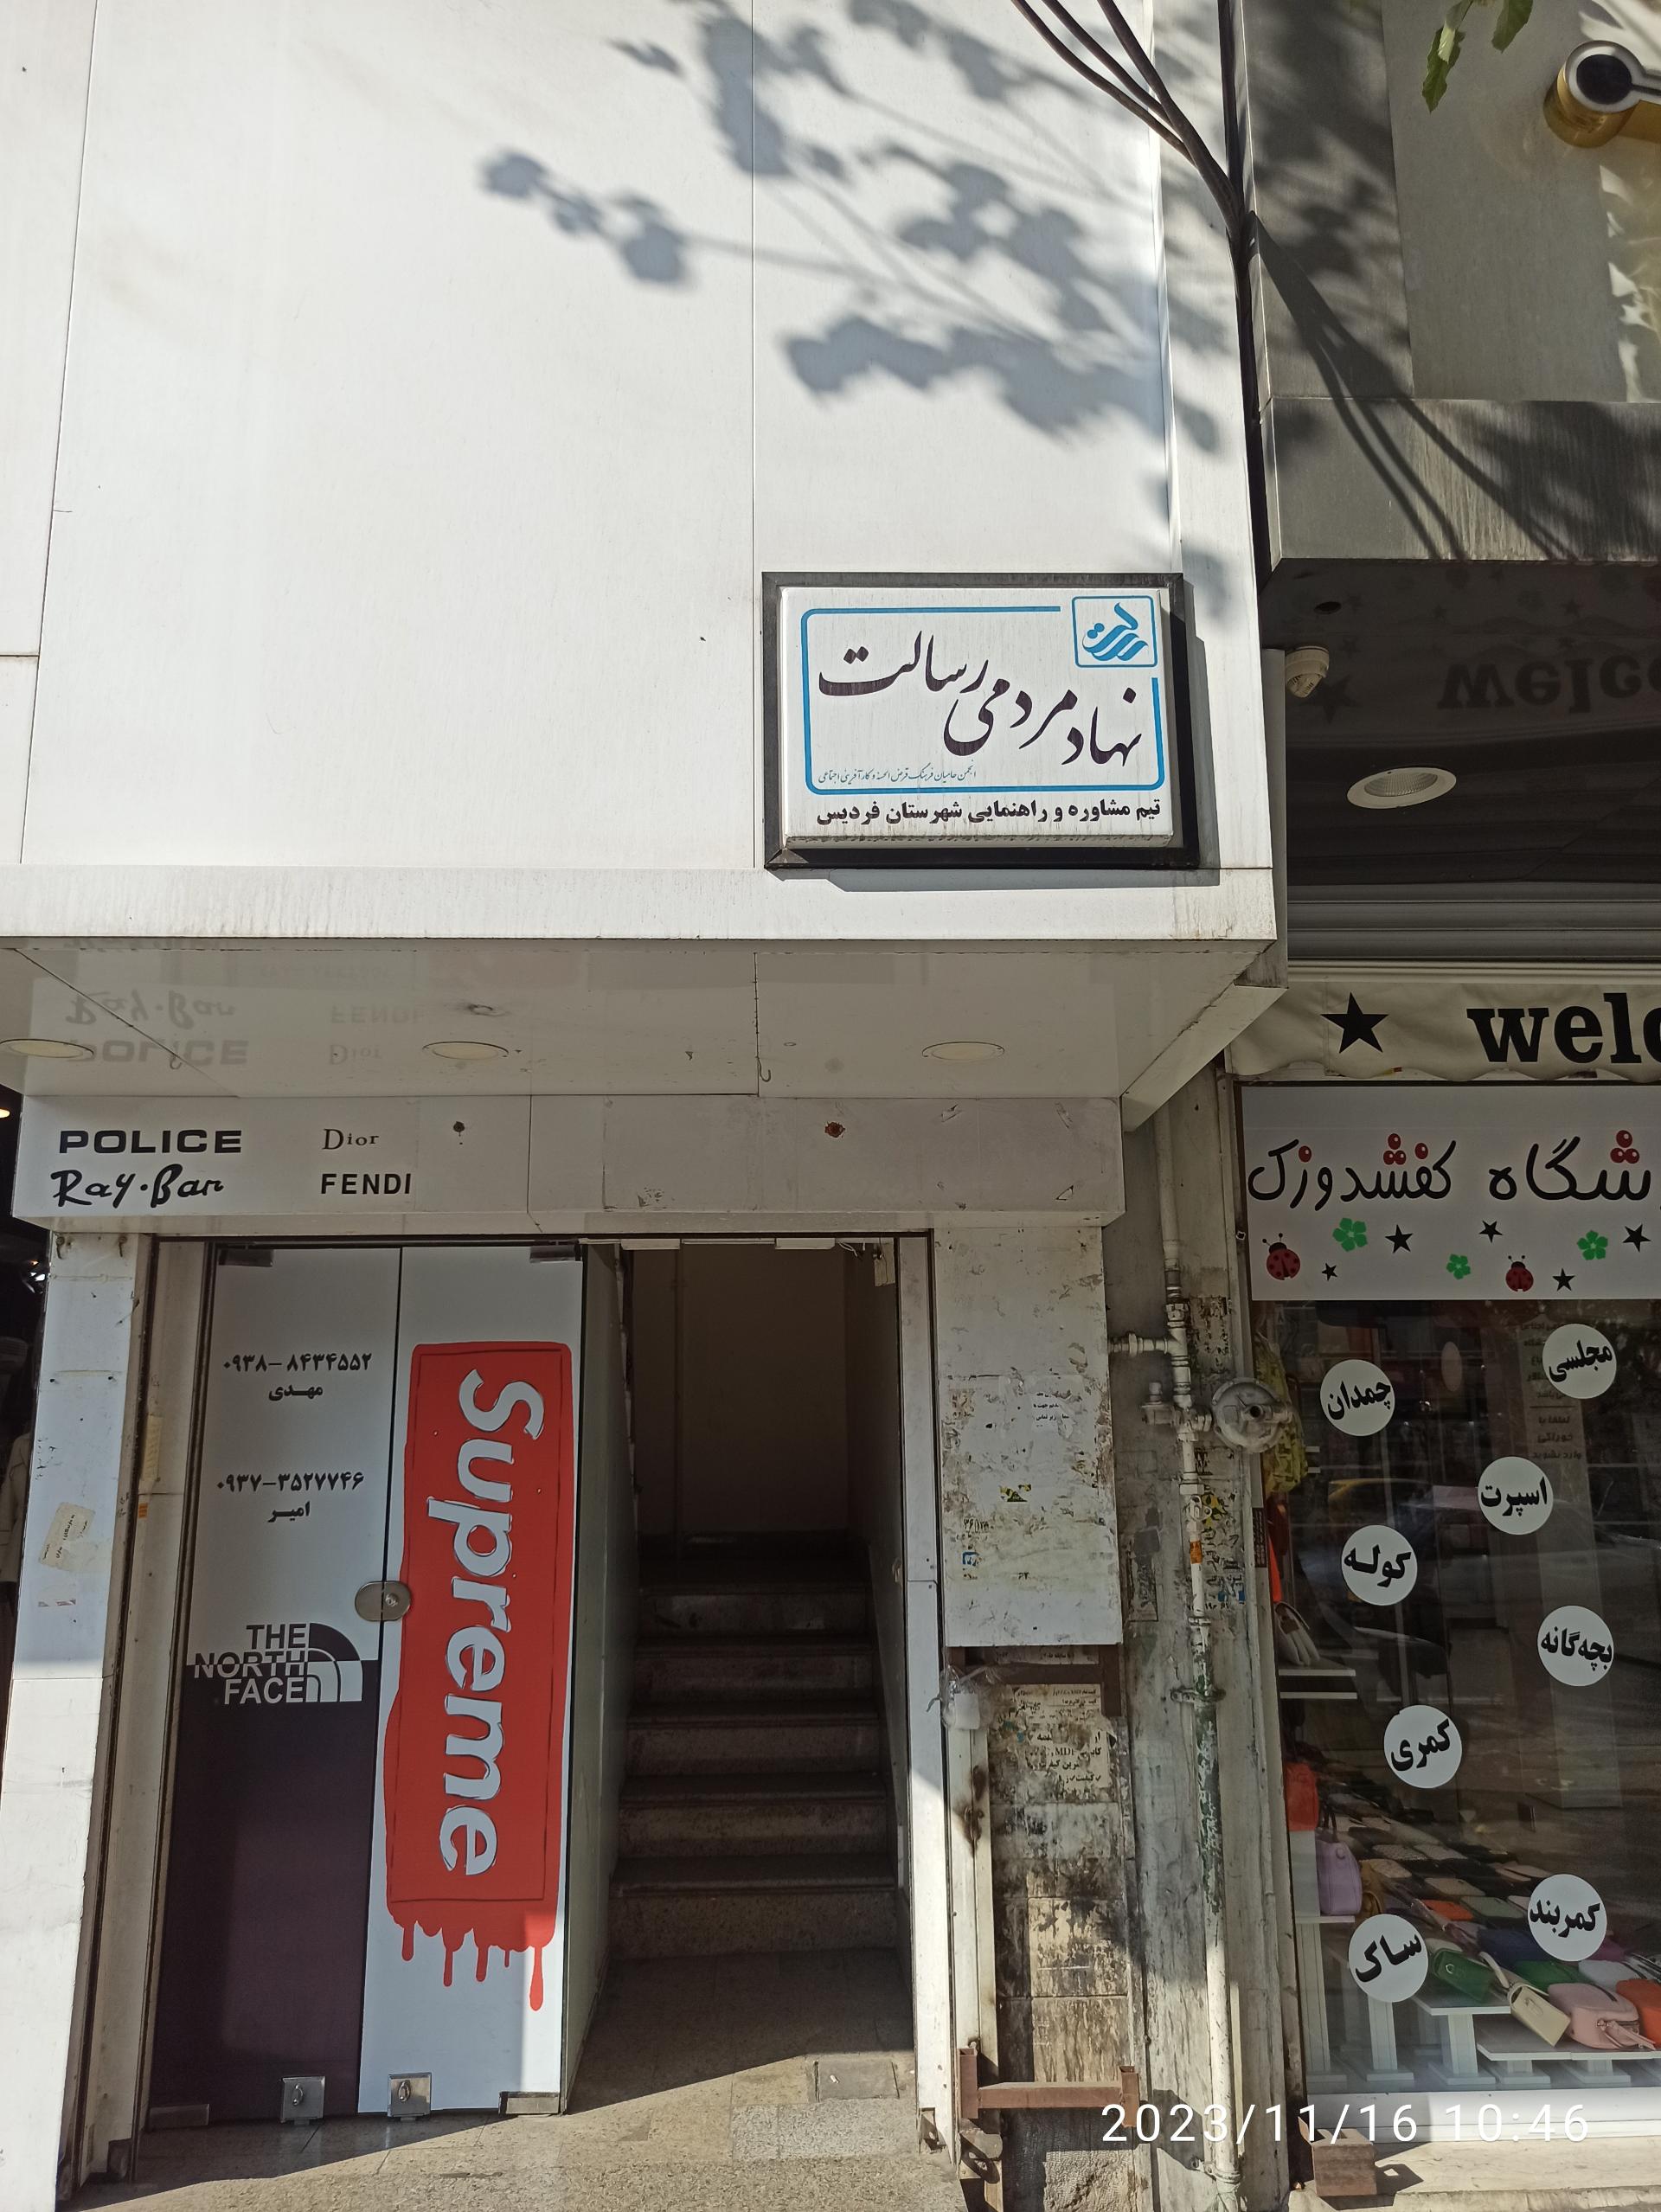 رسالت
نهاد مردمی رسالت
انجمن حامیان فرهنگ قرض الحسنه و کارآفرینی اجتماعی
تیم مشاوره و راهنمایی شهرستان فردیس
welc
POLICE
Dior
Ray-Ban
FENDI
شگاه کفشدوزک
۰۹۳۸-۸۴۳۴۵۵۲
مهدی
۰۹۳۷-۳۵۲۷۷۴۶
امیر
THE
NORTH
FACE
Supreme
مجلسی
چمدان
اسپرت
کوله
بچه‌گانه
کمری
کمربند
ساک
2023/11/16 10:46